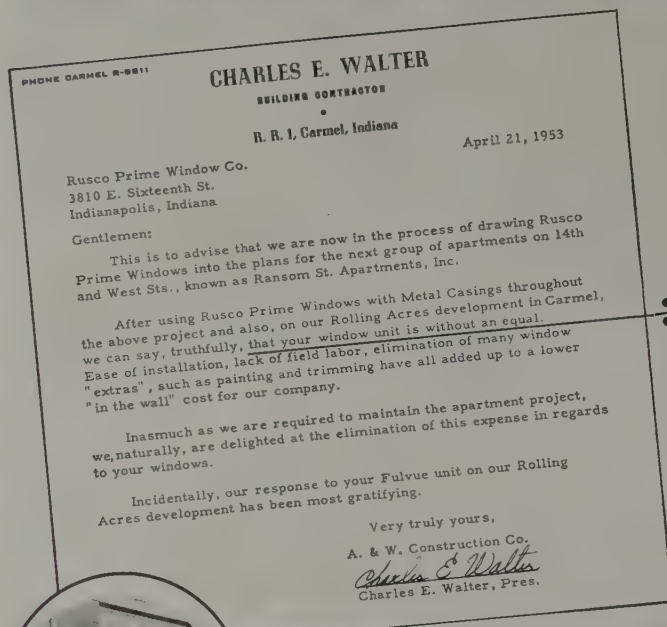 PHONE CARMEL R-9811
CHARLES E. WALTER
BUILDING CONTRACTOR
R. R. 1, Carmel, Indiana
April 21, 1953
Rusco Prime Window Co.
3810 E. Sixteenth St.
Indianapolis, Indiana
Gentlemen:
This is to advise that we are now in the process of drawing Rusco
Prime Windows into the plans for the next group of apartments on 14th
and West Sts., known as Ransom St. Apartments, Inc.
After using Rusco Prime Windows with Metal Casings throughout
the above project and also, on our Rolling Acres development in Carmel,
we can say, truthfully, that your window unit is without an equal.
Ease of installation, lack of field labor, elimination of many window
"extras", such as painting and trimming have all added up to a lower
"in the wall" cost for our company.
Inasmuch as we are required to maintain the apartment project,
we, naturally, are delighted at the elimination of this expense in regards
to your windows.
Incidentally, our response to your Fulvue unit on our Rolling
Acres development has been most gratifying.
Very truly yours,
A. & W. Construction Co.
Charles E Walter
Charles E. Walter, Pres.